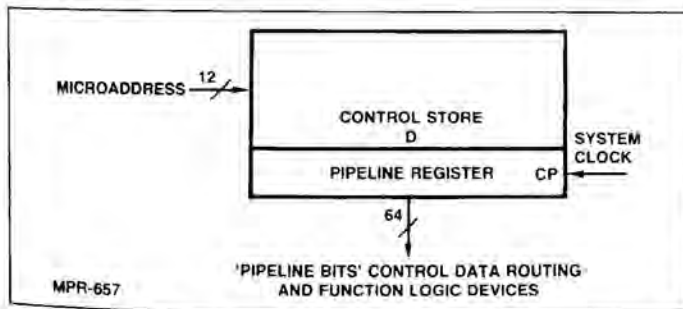 MICROADDRESS
12
CONTROL STORE
D
SYSTEM
CLOCK
PIPELINE REGISTER
CP
64
'PIPELINE BITS' CONTROL DATA ROUTING
AND FUNCTION LOGIC DEVICES
MPR-657